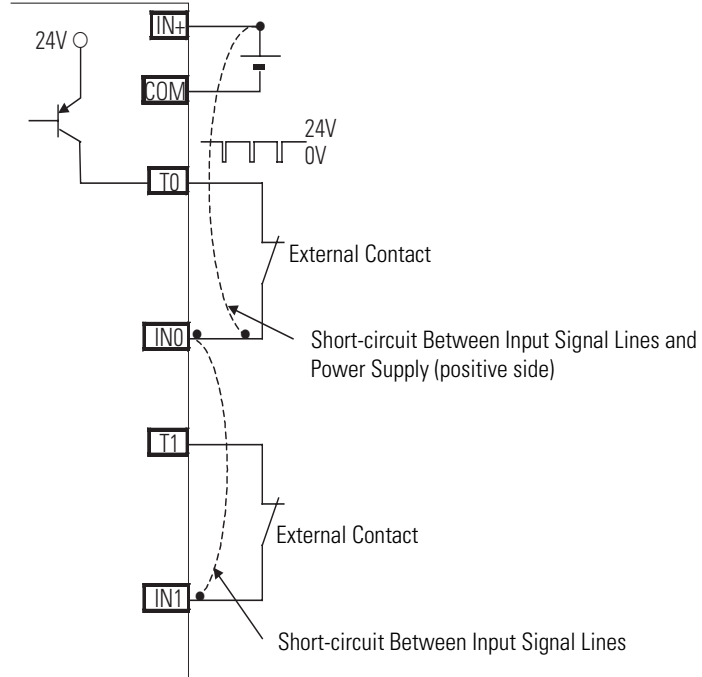 IN+
24V
COM
24V
0V
T0
External Contact
IN0
Short-circuit Between Input Signal Lines and
Power Supply (positive side)
T1
External Contact
IN1
Short-circuit Between Input Signal Lines